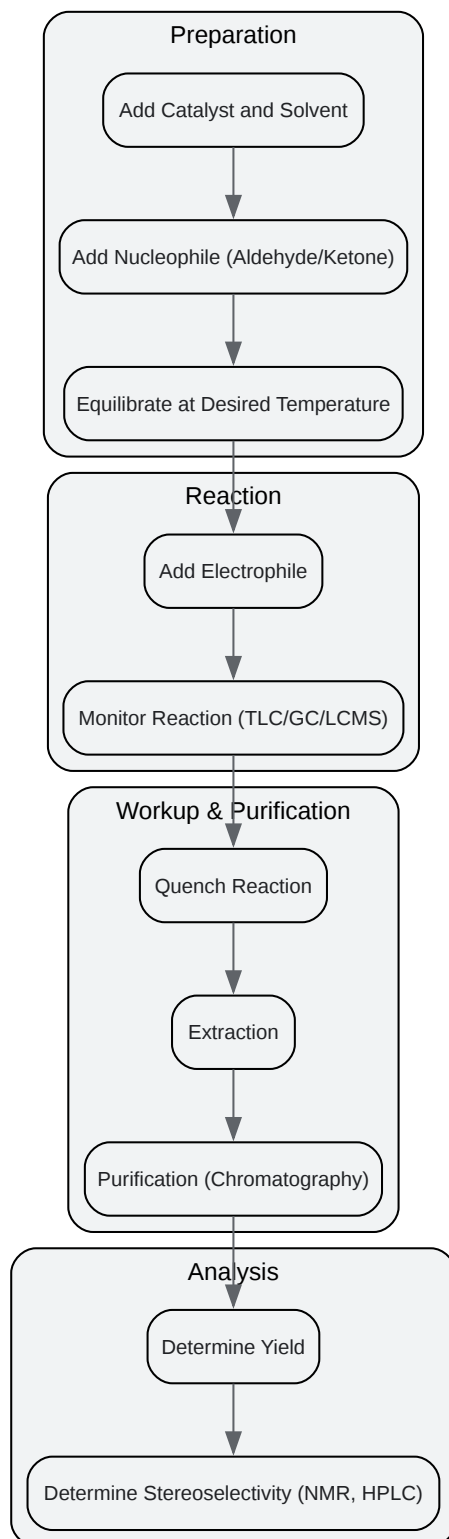 Preparation
Add Catalyst and Solvent
Add Nucleophile (Aldehyde/Ketone)
Equilibrate at Desired Temperature
Reaction
Add Electrophile
Monitor Reaction (TLC/GC/LCMS)
Workup & Purification
Quench Reaction
Extraction
Purification (Chromatography)
Analysis
Determine Yield
Determine Stereoselectivity (NMR, HPLC)